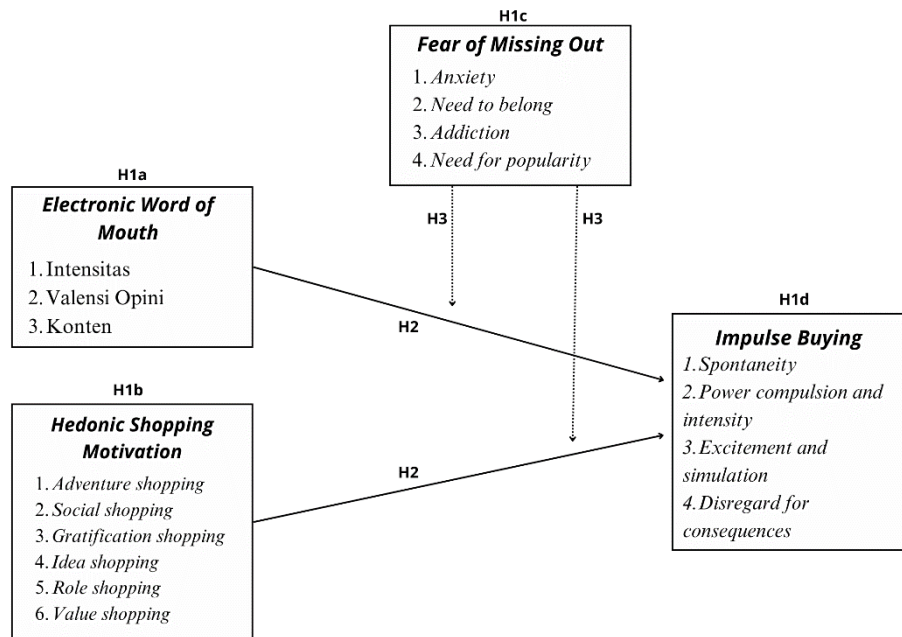 H1c
Fear of Missing Out
1. Anxiety
2. Need to belong
3. Addiction
4. Need for popularity
H1a
Electronic Word of
Mouth
1. Intensitas
2. Valensi Opini
3. Konten
H3
H3
H2
H1d
Impulse Buying
1. Spontaneity
2. Power compulsion and
intensity
3. Excitement and
simulation
4. Disregard for
consequences
H1b
Hedonic Shopping
Motivation
1. Adventure shopping
2. Social shopping
3. Gratification shopping
4. Idea shopping
5. Role shopping
6. Value shopping
H2